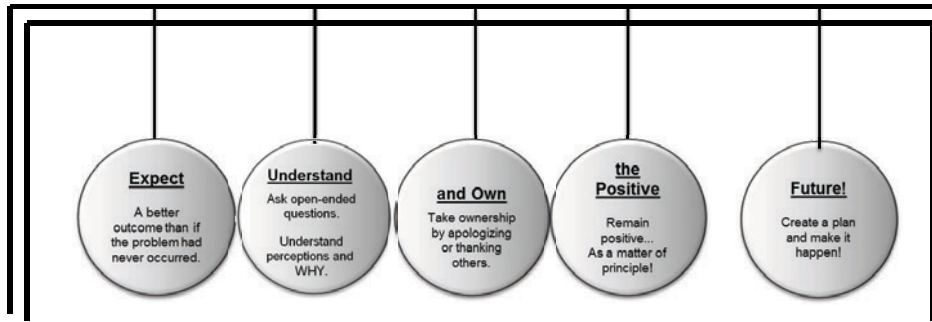 Expect
A better
outcome than if
the problem had
never occurred.
Understand
Ask open-ended
questions.
Understand
perceptions and
WHY.
and Own
Take ownership
by apologizing
or thanking
others.
the
Positive
Remain
positive...
As a matter of
principle!
Future!
Create a plan
and make it
happen!